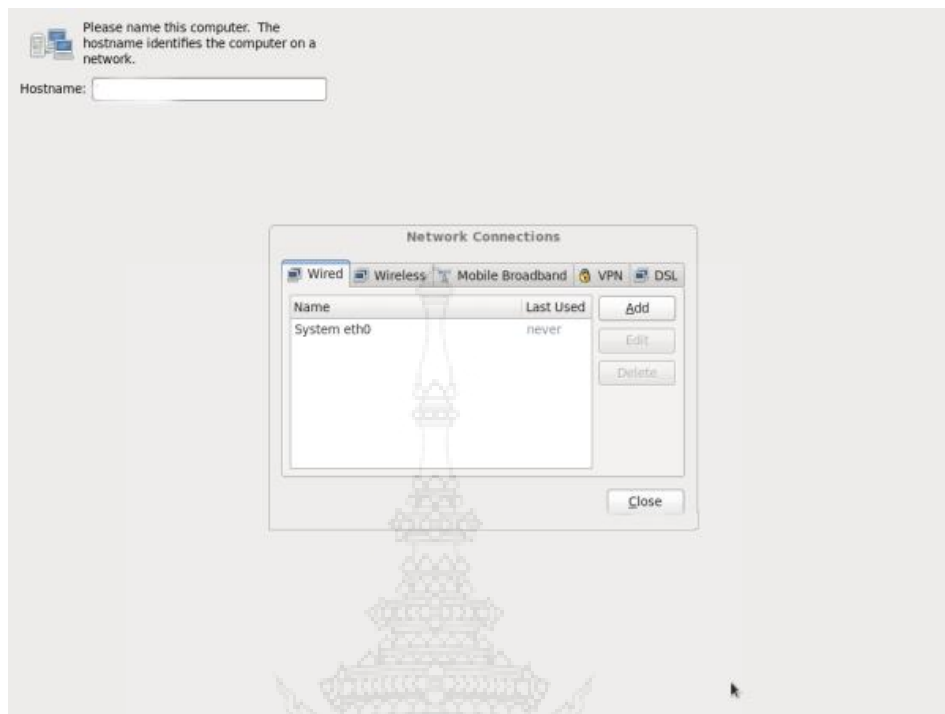 Please name this computer. The
hostname identifies the computer on a
network.
Hostname:
Network Connections
Wired Wireless Mobile Broadband VPN DSL
Name Last Used Add
System eth0 never
Edit
Delete
Close